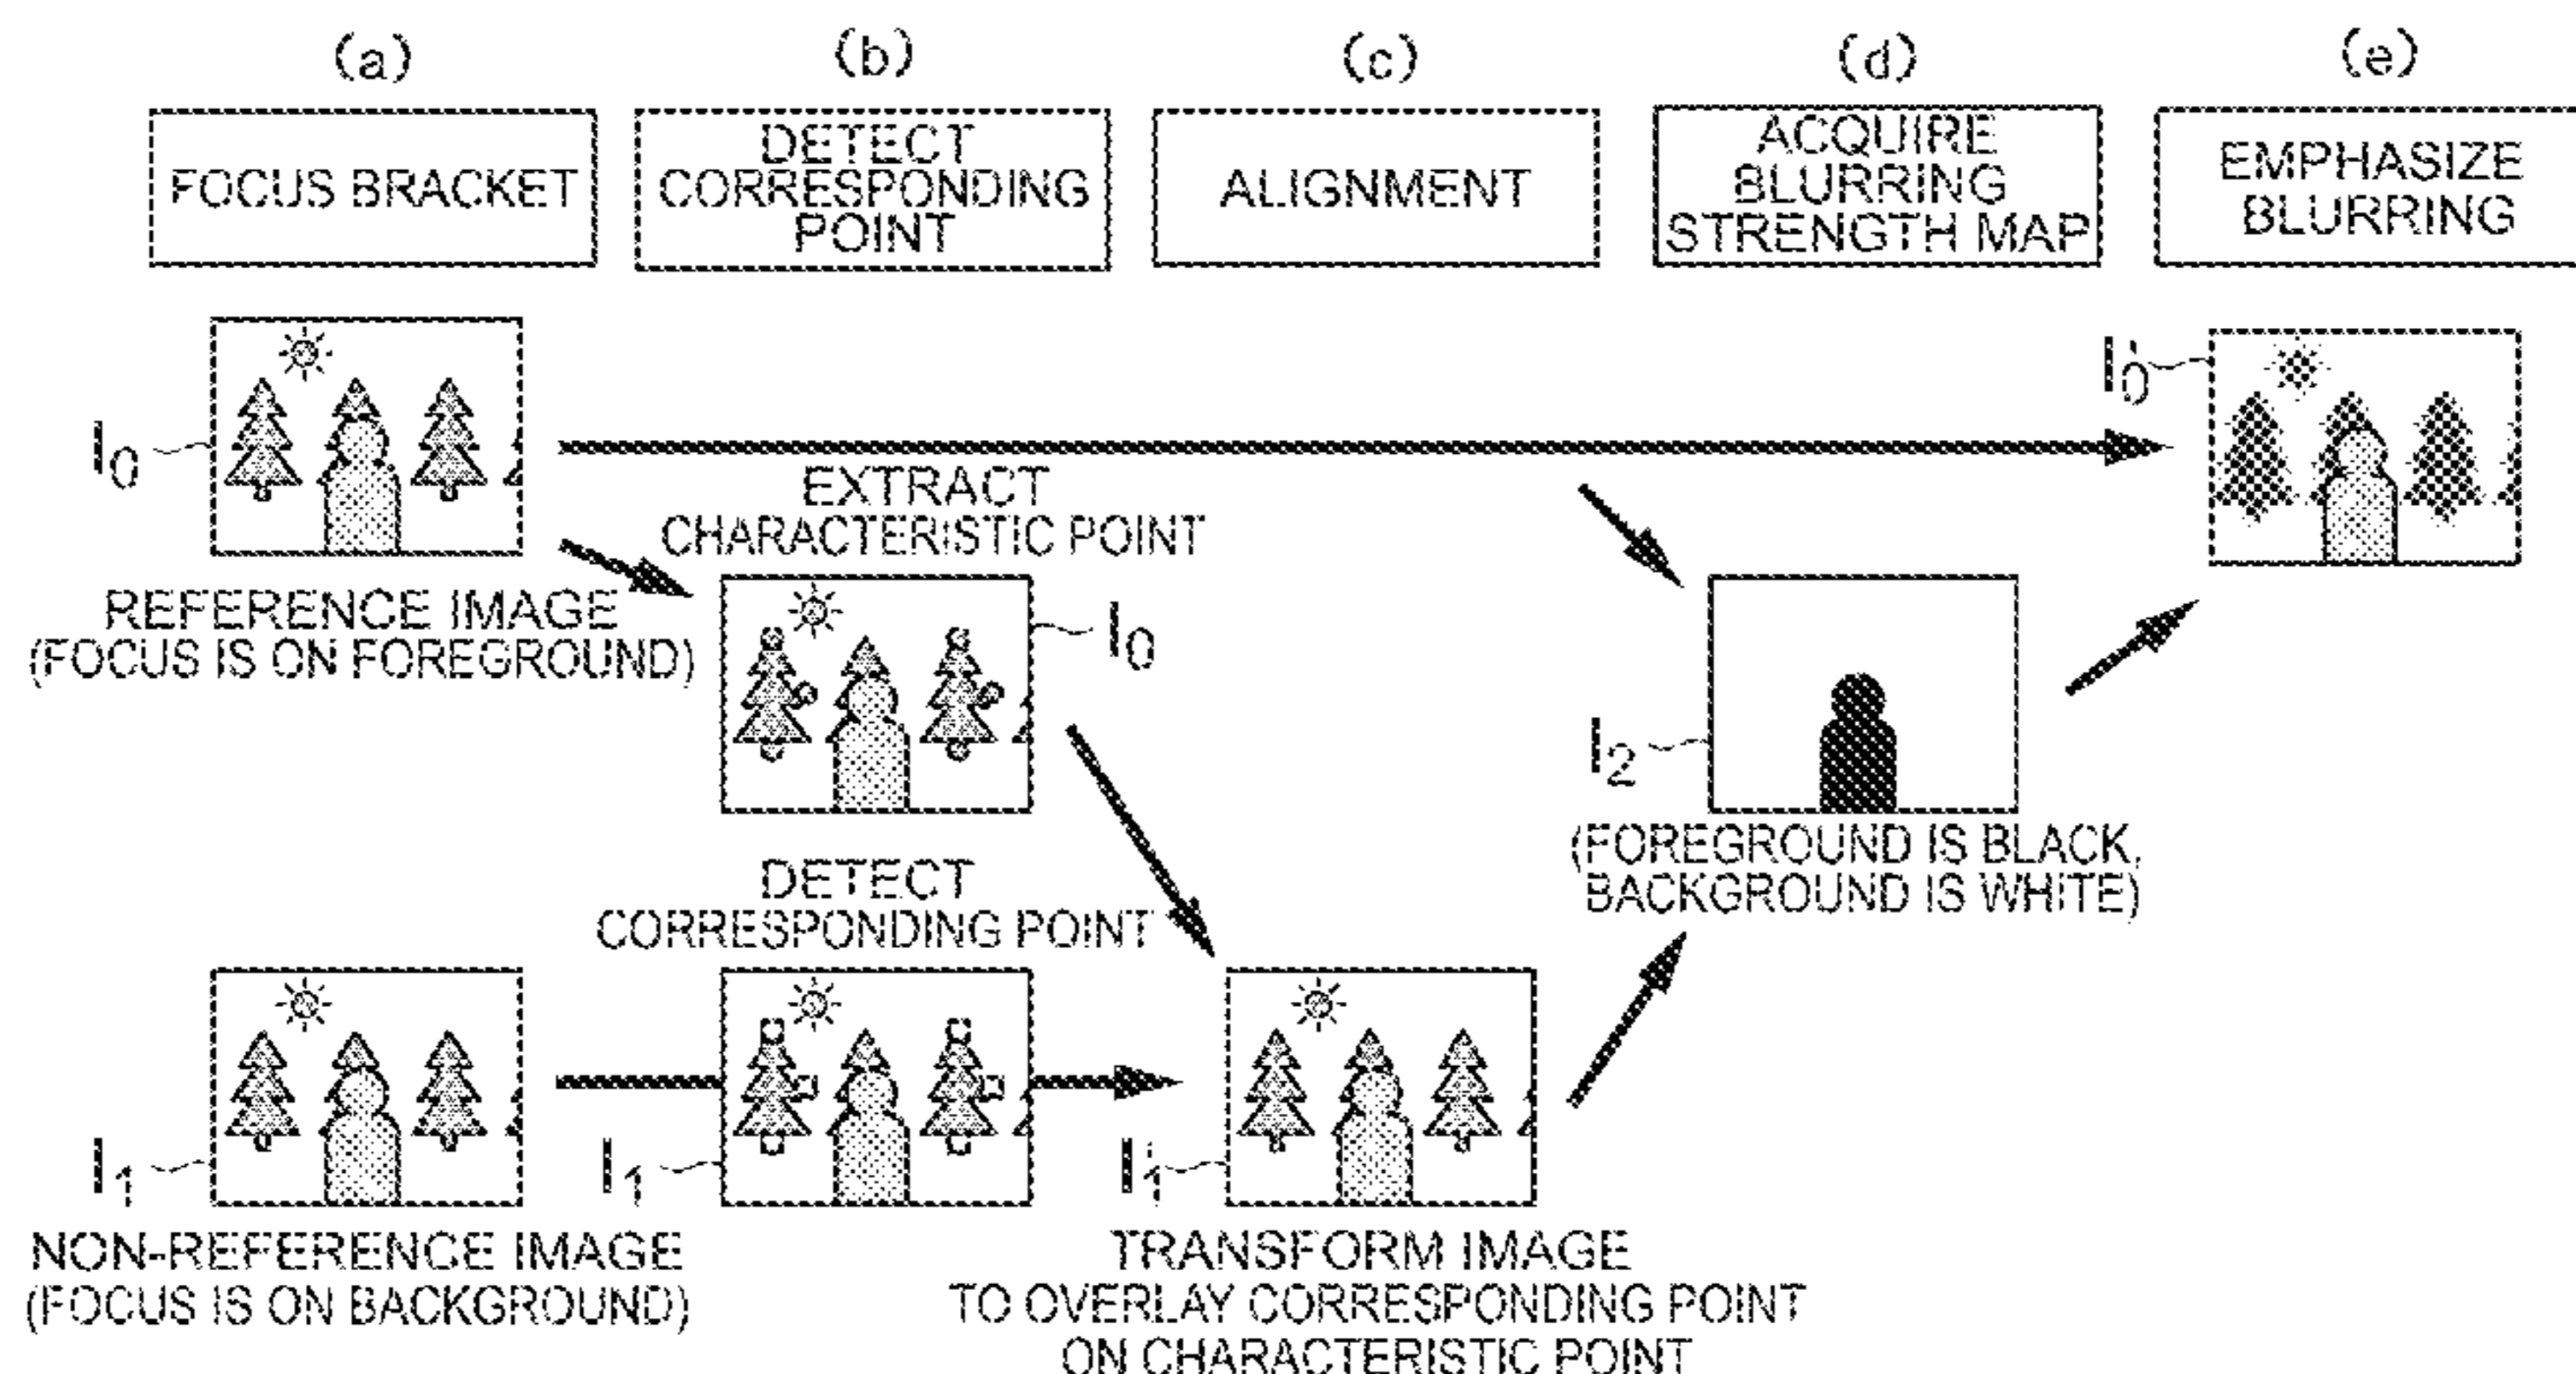 (a)
(b)
(c)
(d)
(e)
FOCUS BRACKET
DETECT
CORRESPONDING
POINT
ALIGNMENT
ACQUIRE
BLURRING
STRENGTH MAP
EMPHASIZE
BLURRING
I0
I0'
EXTRACT
CHARACTERISTIC POINT
REFERENCE IMAGE
(FOCUS IS ON FOREGROUND)
I0
I2
(FOREGROUND IS BLACK,
BACKGROUND IS WHITE)
DETECT
CORRESPONDING POINT
I1
I1
I1'
NON-REFERENCE IMAGE
(FOCUS IS ON BACKGROUND)
TRANSFORM IMAGE
TO OVERLAY CORRESPONDING POINT
ON CHARACTERISTIC POINT